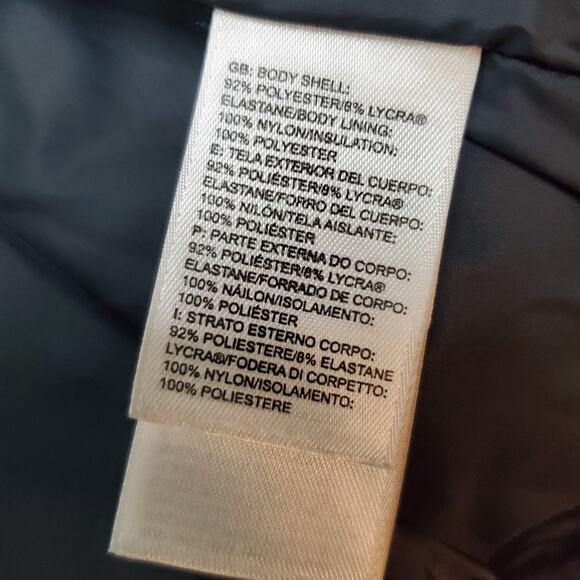 GB: BODY SHELL:
92% POLYESTER/8% LYCRA®
ELASTANE/BODY LINING:
100% NYLON/INSULATION:
100% POLYESTER
E: TELA EXTERIOR DEL CUERPO:
92% POLIÉSTER/8% LYCRA®
ELASTANE/FORRO DEL CUERPO:
100% NILÓN/TELA AISLANTE:
100% POLIÉSTER
P: PARTE EXTERNA DO CORPO:
92% POLIÉSTER/8% LYCRA®
ELASTANE/FORRADO DE CORPO:
100% NÁILON/ISOLAMENTO:
100% POLIÉSTER
I: STRATO ESTERNO CORPO:
92% POLIESTERE/8% ELASTANE
LYCRA®/FODERA DI CORPETTO:
100% NYLON/ISOLAMENTO:
100% POLIESTERE